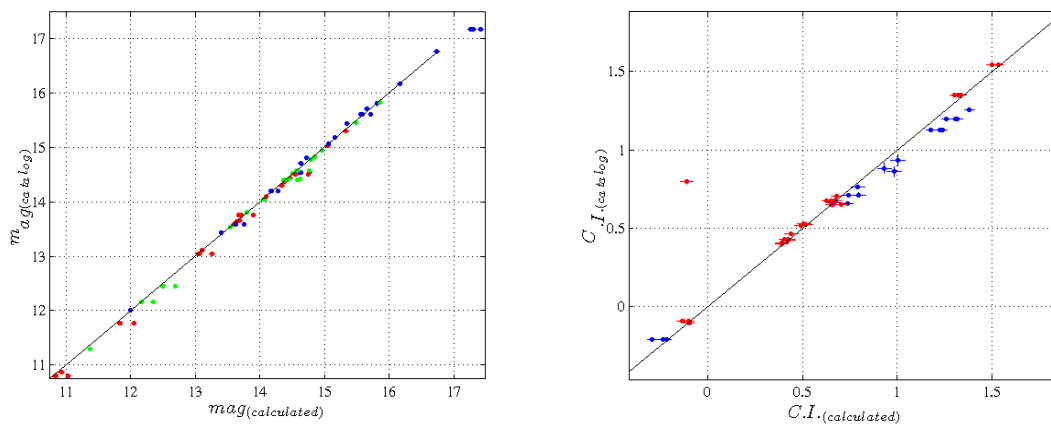 17
16
15
14
13
12
11
11 12 13 14 15 16 17
mag(catalog)
mag(calculated)
1.5
1
0.5
0
0 0.5 1 1.5
C.I.(catalog)
C.I.(calculated)